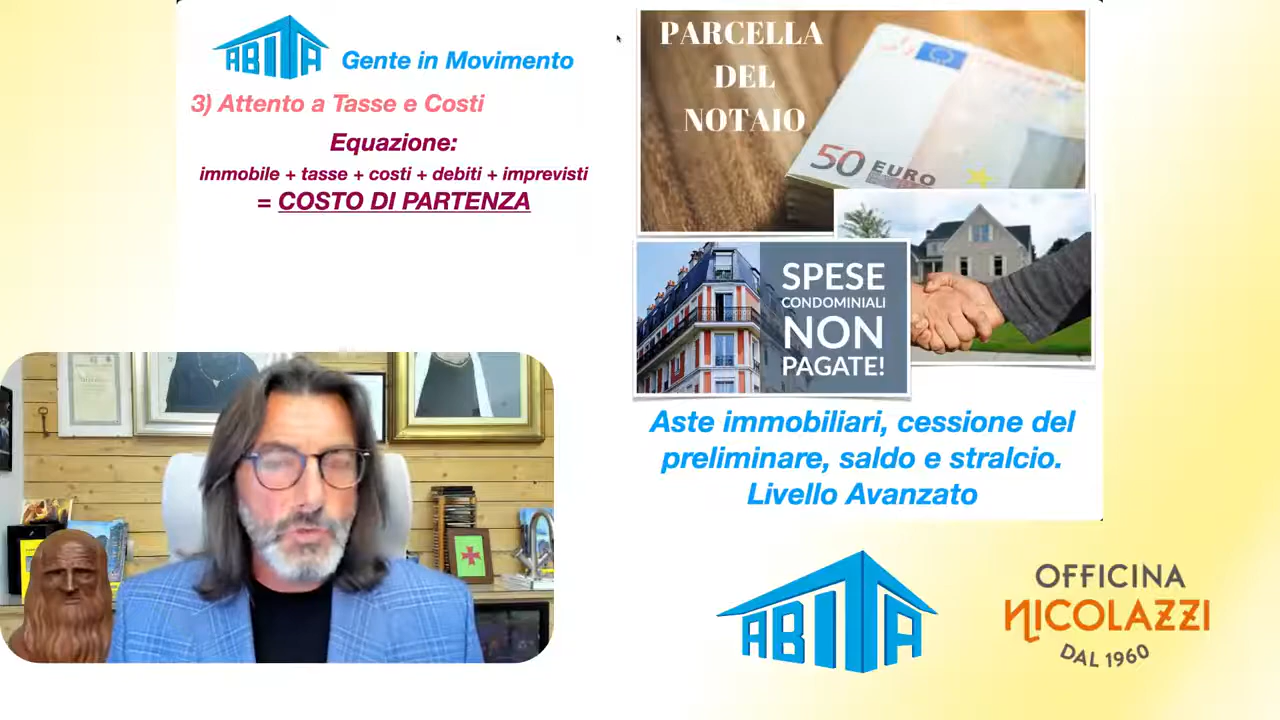 ABITA
Gente in Movimento
3) Attento a Tasse e Costi
Equazione:
immobile + tasse + costi + debiti + imprevisti
= COSTO DI PARTENZA
PARCELLA
DEL
NOTAIO
50 EURO
SPESE
CONDOMINIALI
NON
PAGATE!
Aste immobiliari, cessione del
preliminare, saldo e stralcio.
Livello Avanzato
ABITA
OFFICINA
NICOLAZZI
DAL 1960